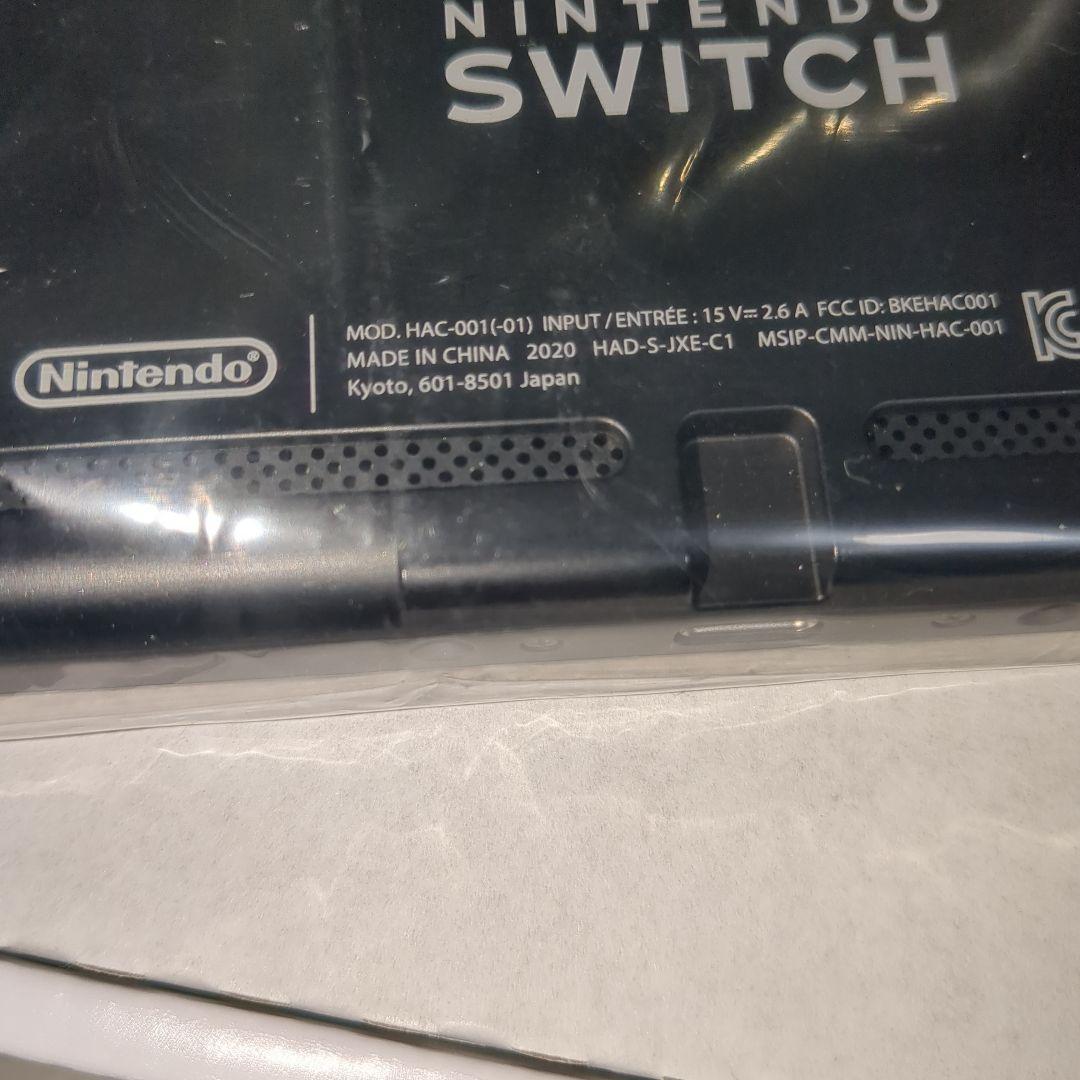 NINTENDO
SWITCH
Nintendo®
MOD. HAC-001(-01) INPUT / ENTRÉE : 15 V⎓ 2.6 A FCC ID: BKEHAC001
MADE IN CHINA 2020 HAD-S-JXE-C1 MSIP-CMM-NIN-HAC-001
Kyoto, 601-8501 Japan